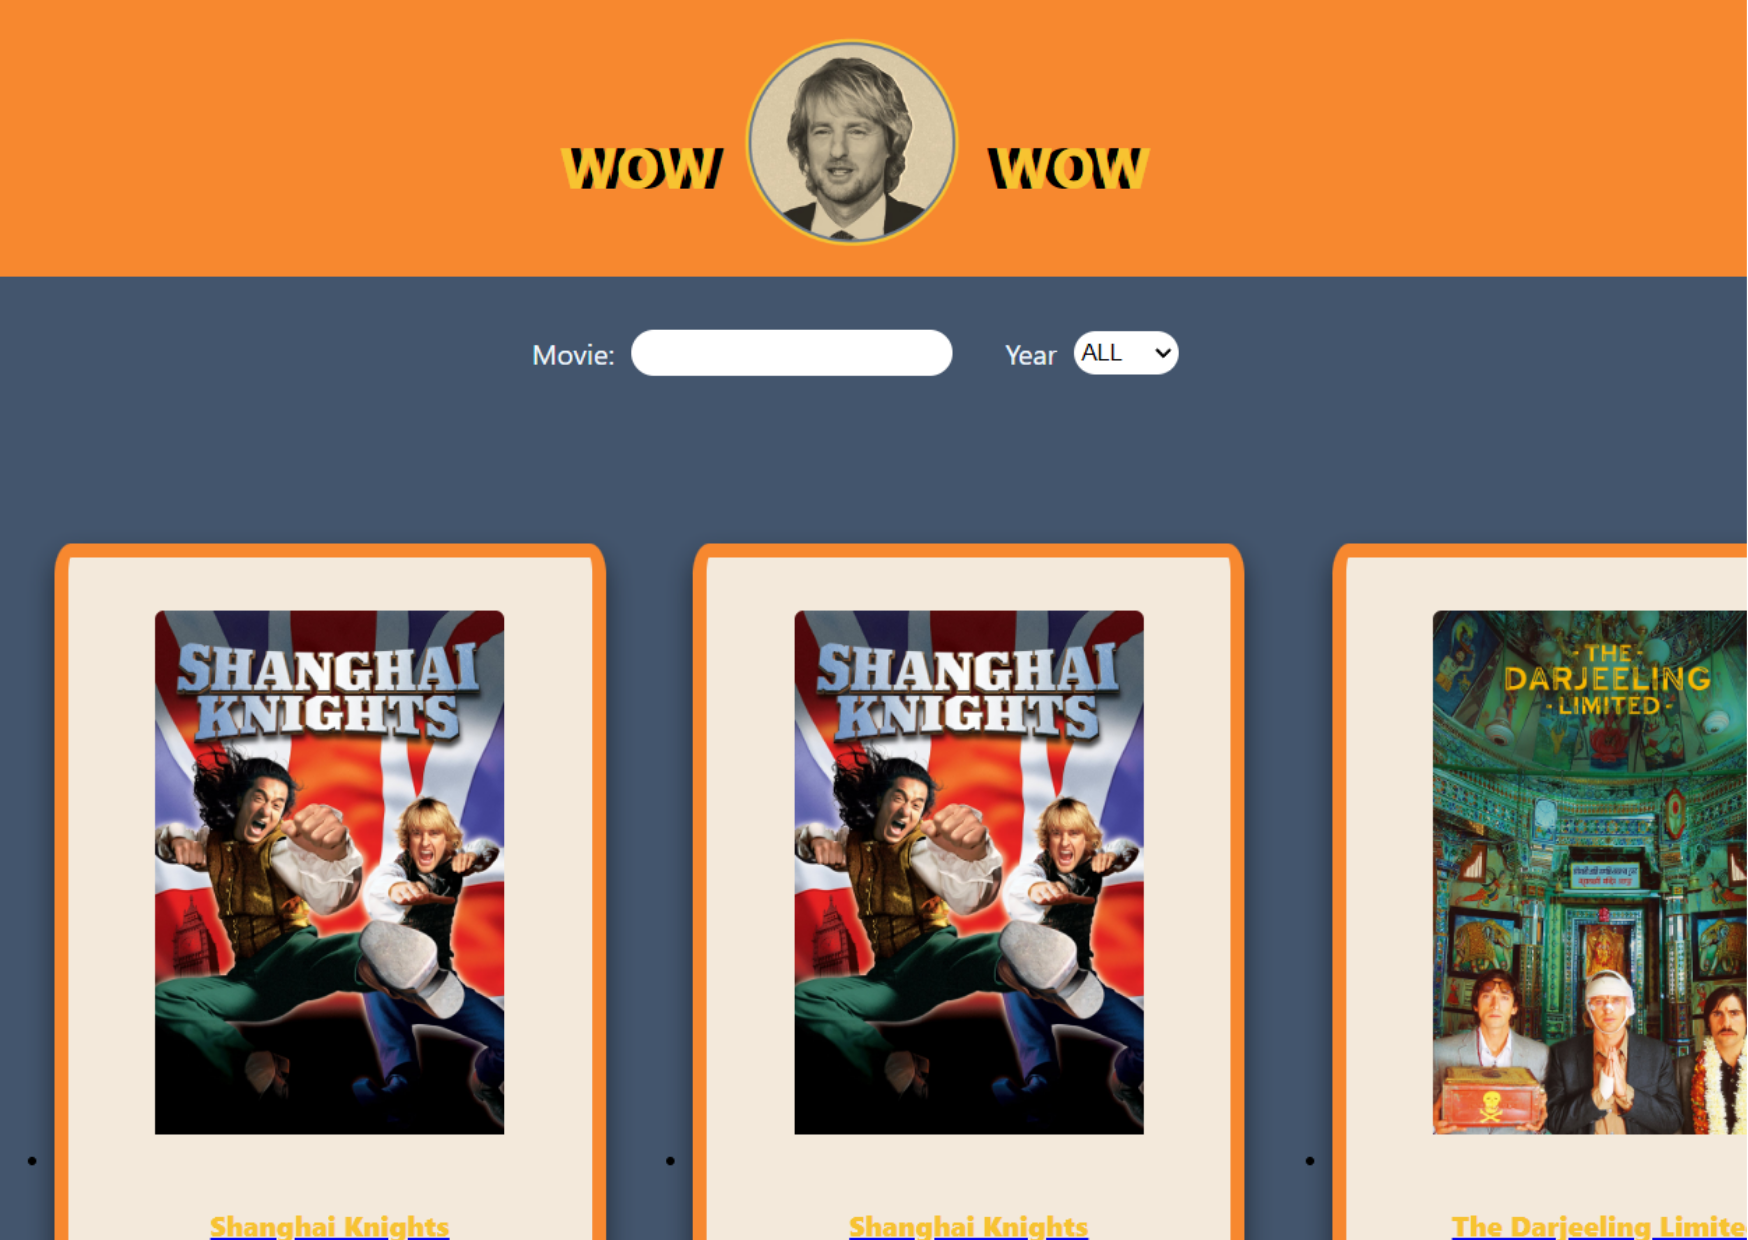 WOW WOW
Movie:
Year ALL
SHANGHAI
KNIGHTS
SHANGHAI
KNIGHTS
·THE·
DARJEELING
·LIMITED·
Shanghai Knights
Shanghai Knights
The Darjeeling Limite